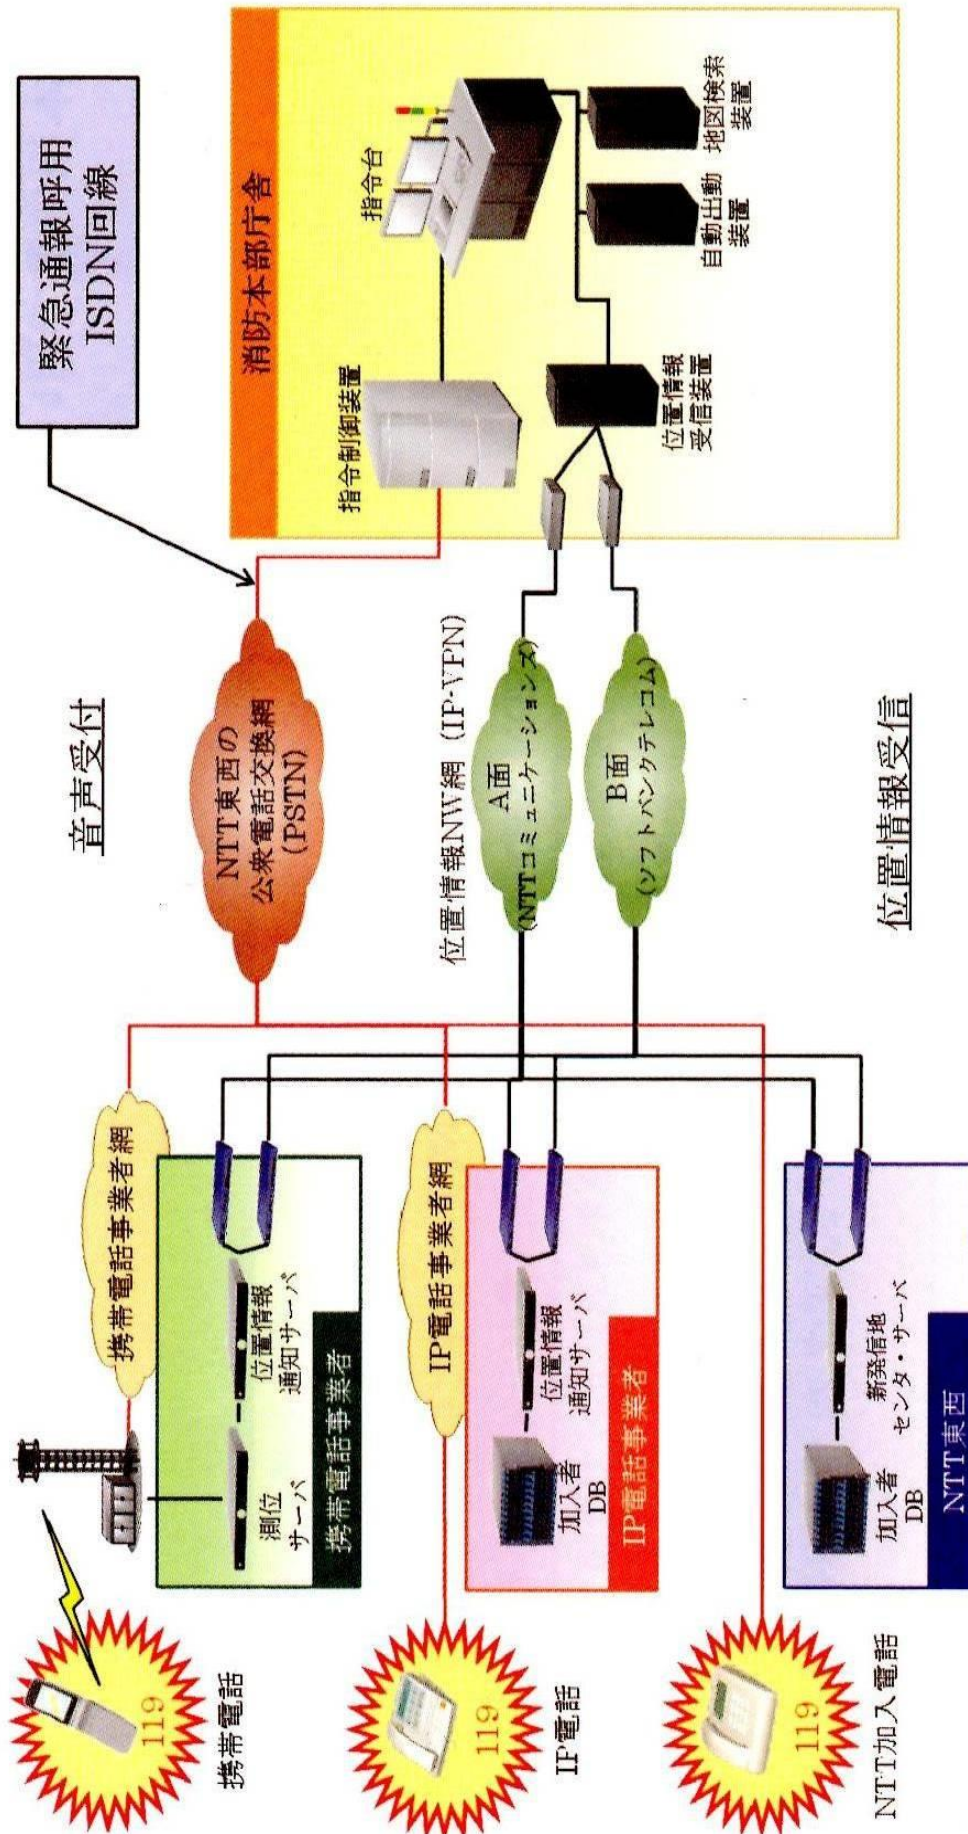 音声受付
緊急通報呼用
ISDN回線
119
携帯電話
携帯電話事業者網
NTT東西の
公衆電話交換網
(PSTN)
消防本部庁舎
指令制御装置
指令台
測位
サーバ
位置情報
通知サーバ
携帯電話事業者
119
IP電話
IP電話事業者網
加入者
DB
位置情報
通知サーバ
IP電話事業者
位置情報NW網 (IP-VPN)
A面
(NTTコミュニケーションズ)
B面
(ソフトバンクテレコム)
位置情報
受信装置
自動出動
装置
地図検索
装置
119
NTT加入電話
加入者
DB
新発信地
センタ・サーバ
NTT東西
位置情報受信